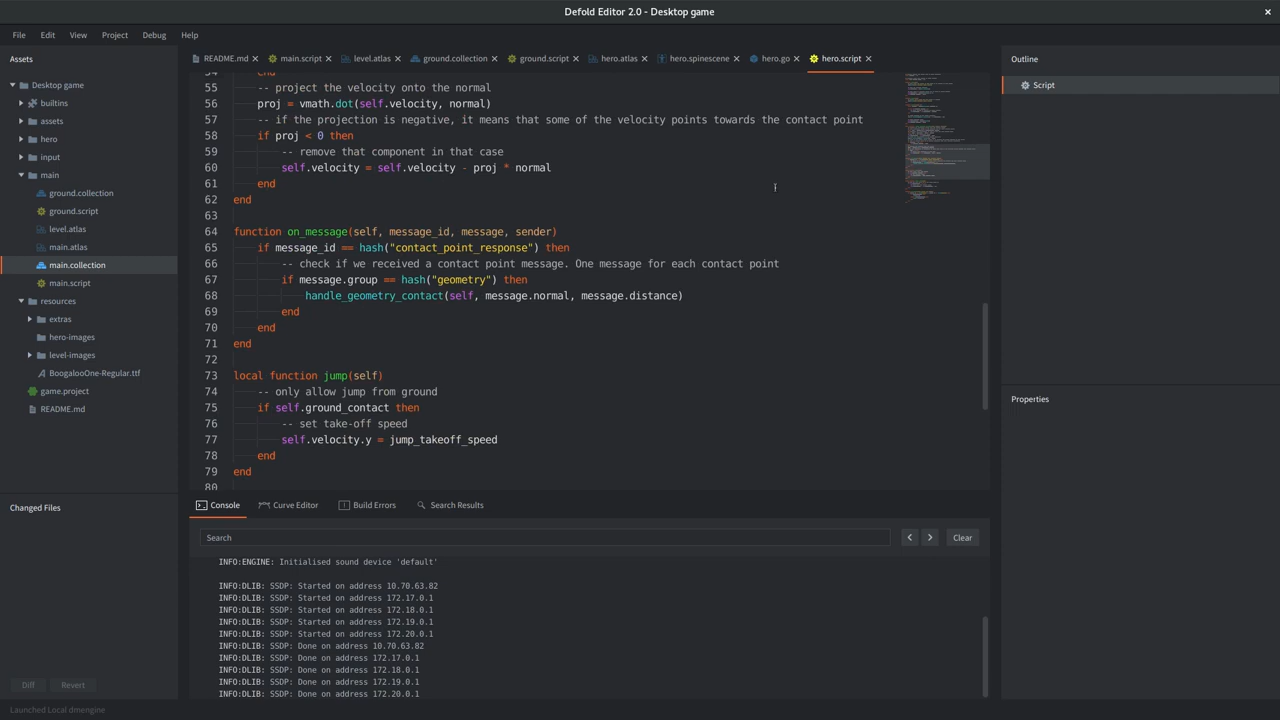 Defold Editor 2.0 - Desktop game
File Edit View Project Debug Help
Assets
Desktop game
builtins
assets
hero
input
main
ground.collection
ground.script
level.atlas
main.atlas
main.collection
main.script
resources
extras
hero-images
level-images
BoogalooOne-Regular.ttf
game.project
README.md
Changed Files
Diff Revert
Launched Local dmengine
README.md main.script level.atlas ground.collection ground.script hero.atlas hero.spinescene hero.go hero.script
54 end
55 -- project the velocity onto the normal
56 proj = vmath.dot(self.velocity, normal)
57 -- if the projection is negative, it means that some of the velocity points towards the contact point
58 if proj < 0 then
59 -- remove that component in that case
60 self.velocity = self.velocity - proj * normal
61 end
62 end
63
64 function on_message(self, message_id, message, sender)
65 if message_id == hash("contact_point_response") then
66 -- check if we received a contact point message. One message for each contact point
67 if message.group == hash("geometry") then
68 handle_geometry_contact(self, message.normal, message.distance)
69 end
70 end
71 end
72
73 local function jump(self)
74 -- only allow jump from ground
75 if self.ground_contact then
76 -- set take-off speed
77 self.velocity.y = jump_takeoff_speed
78 end
79 end
80
Console Curve Editor Build Errors Search Results
Search Clear
INFO:ENGINE: Initialised sound device 'default'
INFO:DLIB: SSDP: Started on address 10.70.63.82
INFO:DLIB: SSDP: Started on address 172.17.0.1
INFO:DLIB: SSDP: Started on address 172.18.0.1
INFO:DLIB: SSDP: Started on address 172.19.0.1
INFO:DLIB: SSDP: Started on address 172.20.0.1
INFO:DLIB: SSDP: Done on address 10.70.63.82
INFO:DLIB: SSDP: Done on address 172.17.0.1
INFO:DLIB: SSDP: Done on address 172.18.0.1
INFO:DLIB: SSDP: Done on address 172.19.0.1
INFO:DLIB: SSDP: Done on address 172.20.0.1
Outline
Script
Properties